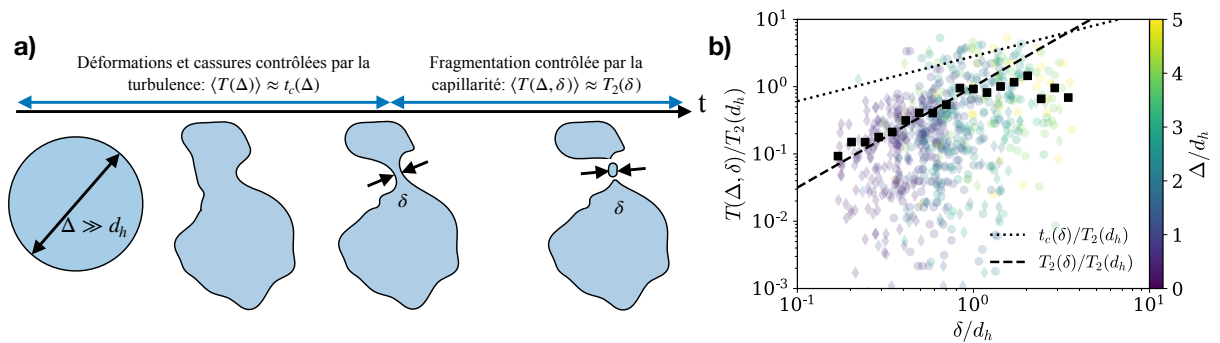 a)
Déformations et cassures contrôlées par la
turbulence: ⟨T(Δ)⟩ ≈ t_c(Δ)
Fragmentation contrôlée par la
capillarité: ⟨T(Δ, δ)⟩ ≈ T_2(δ)
t
Δ ≫ d_h
δ
δ
b)
T(Δ, δ)/T_2(d_h)
10^1
10^0
10^-1
10^-2
10^-3
t_c(δ)/T_2(d_h)
T_2(δ)/T_2(d_h)
10^-1
10^0
10^1
δ/d_h
5
4
3
2
1
0
Δ/d_h